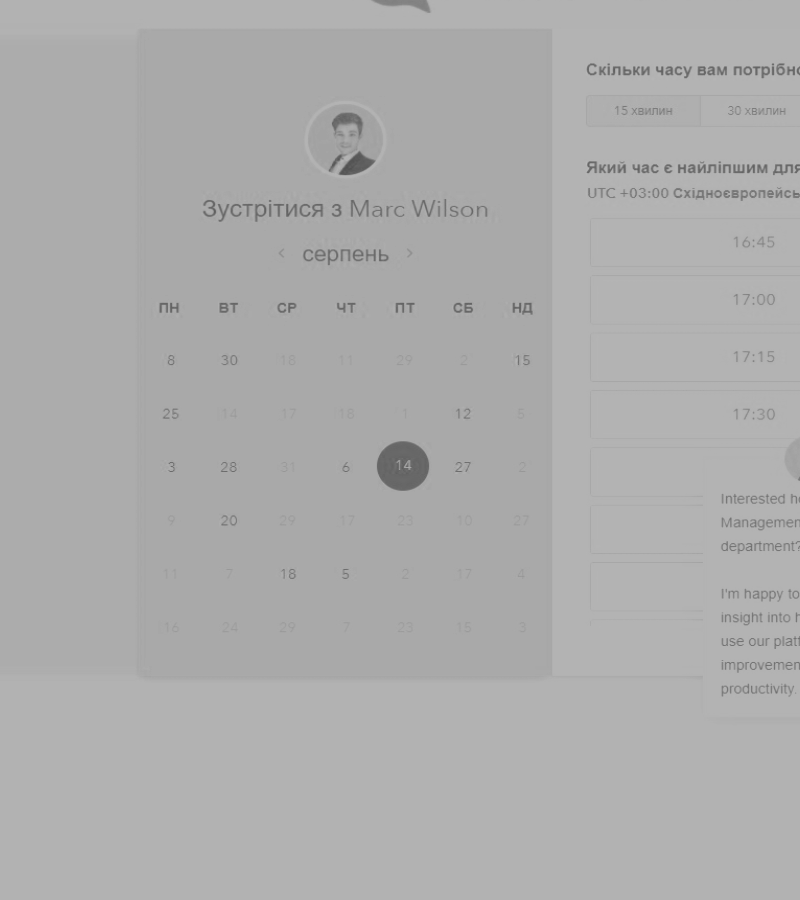 Зустрітися з Marc Wilson
< серпень >
ПН ВТ СР ЧТ ПТ СБ НД
8 30 18 11 29 2 15
25 14 17 18 1 12 5
3 28 31 6 14 27 2
9 20 29 17 23 10 27
11 7 18 5 2 17 4
16 24 29 7 23 15 3
Скільки часу вам потрібно
15 хвилин 30 хвилин
Який час є найліпшим для
UTC +03:00 Східноєвропейсь
16:45
17:00
17:15
17:30
Interested ho
Managemen
department?
I'm happy to
insight into h
use our platf
improvemen
productivity.